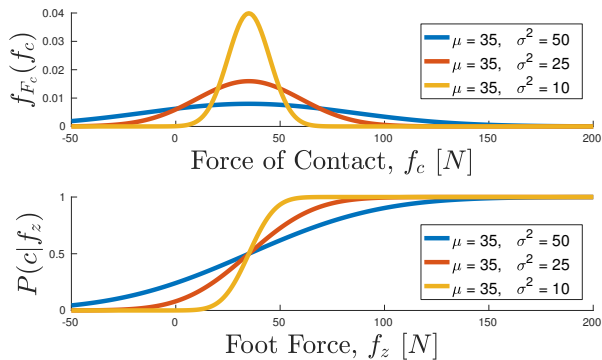 f_{F_c}(f_c)
0.04
0.03
0.02
0.01
0
μ = 35, σ² = 50
μ = 35, σ² = 25
μ = 35, σ² = 10
-50 0 50 100 150 200
Force of Contact, f_c [N]
P(c|f_z)
1
0.5
0
μ = 35, σ² = 50
μ = 35, σ² = 25
μ = 35, σ² = 10
-50 0 50 100 150 200
Foot Force, f_z [N]